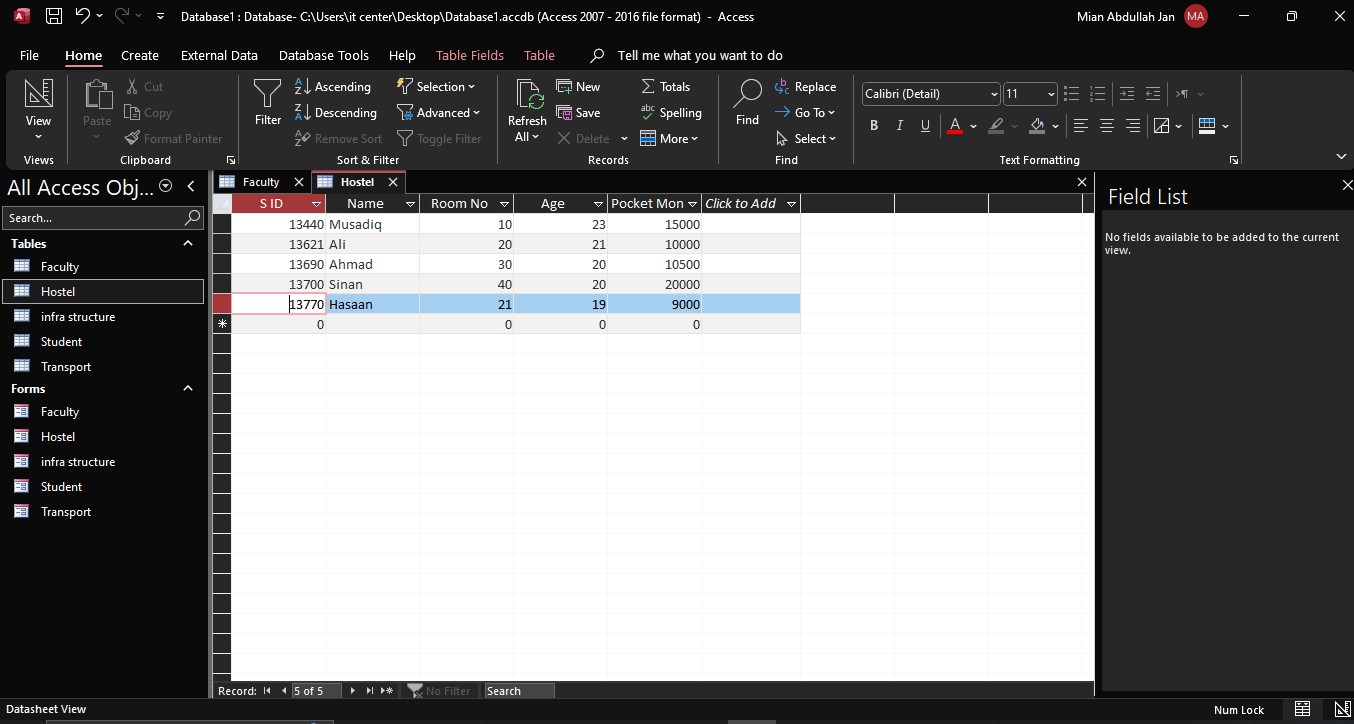 Database1 : Database- C:\Users\it center\Desktop\Database1.accdb (Access 2007 - 2016 file format) - Access
Mian Abdullah Jan MA
File Home Create External Data Database Tools Help Table Fields Table Tell me what you want to do
View
Views
Paste
Cut
Copy
Format Painter
Clipboard
Filter
Ascending
Descending
Remove Sort
Selection
Advanced
Toggle Filter
Sort & Filter
Refresh
All
New
Save
Delete
Totals
Spelling
More
Records
Find
Replace
Go To
Select
Find
Calibri (Detail) 11
B I U A
Text Formatting
All Access Obj...
Search...
Tables
Faculty
Hostel
infra structure
Student
Transport
Forms
Faculty
Hostel
infra structure
Student
Transport
Faculty Hostel
S ID Name Room No Age Pocket Mon Click to Add
13440 Musadiq 10 23 15000
13621 Ali 20 21 10000
13690 Ahmad 30 20 10500
13700 Sinan 40 20 20000
13770 Hasaan 21 19 9000
0 0 0 0
Record: 5 of 5 No Filter Search
Field List
No fields available to be added to the current
view.
Datasheet View
Num Lock